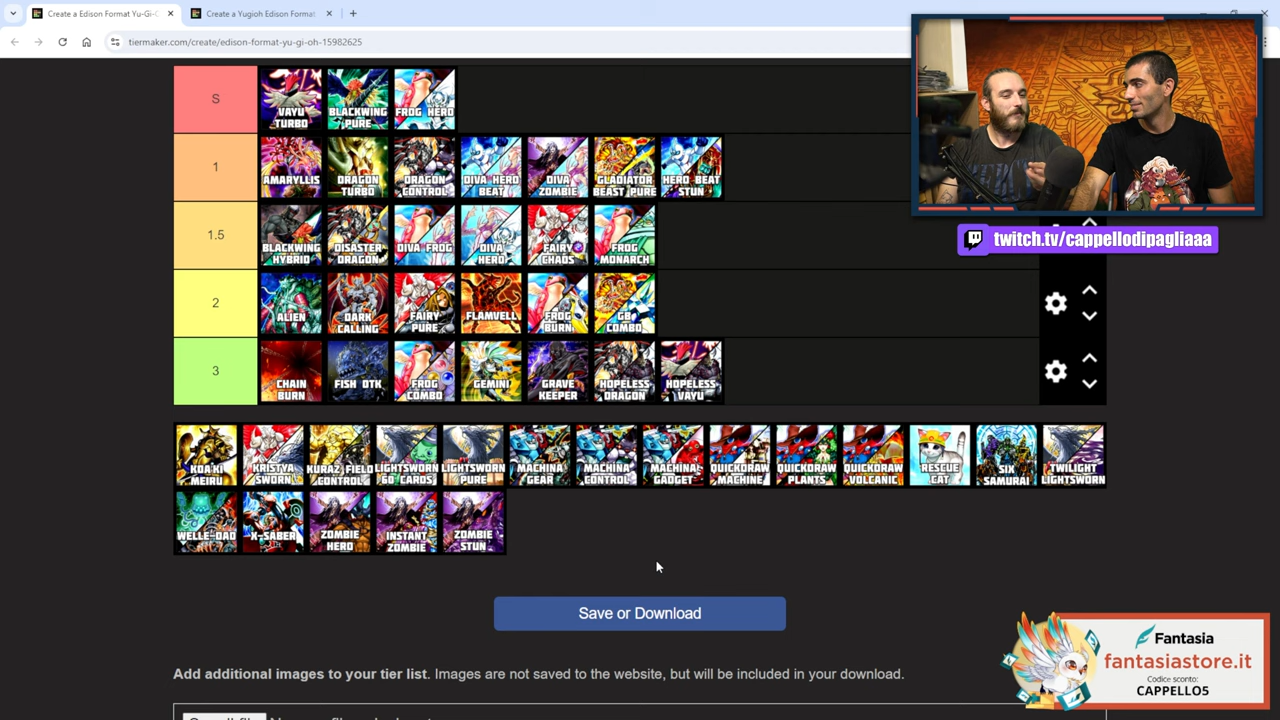 Create a Edison Format Yu-Gi-O
Create a Yugioh Edison Format
tiermaker.com/create/edison-format-yu-gi-oh-15982625
S
VAYU TURBO
BLACKWING PURE
FROG HERO
1
AMARYLLIS
DRAGON TURBO
DRAGON CONTROL
DIVA HERO BEAT
DIVA ZOMBIE
GLADIATOR BEAST PURE
HERO BEAT STUN
twitch.tv/cappellodipagliaaa
1.5
BLACKWING HYBRID
DISASTER DRAGON
DIVA FROG
DIVA HERO
FAIRY CHAOS
FROG MONARCH
2
ALIEN
DARK CALLING
FAIRY PURE
FLAMVELL
FROG BURN
GB COMBO
3
CHAIN BURN
FISH OTK
FROG COMBO
GEMINI
GRAVE KEEPER
HOPELESS DRAGON
HOPELESS VAYU
KOA'KI MEIRU
KRISTYA SWORN
KURAZ FIELD CONTROL
LIGHTSWORN 60 CARDS
LIGHTSWORN PURE
MACHINA GEAR
MACHINA CONTROL
MACHINA GADGET
QUICKDRAW MACHINE
QUICKDRAW PLANTS
QUICKDRAW VOLCANIC
RESCUE CAT
SIX SAMURAI
TWILIGHT LIGHTSWORN
WELLE-DAD
X-SABER
ZOMBIE HERO
INSTANT ZOMBIE
ZOMBIE STUN
Save or Download
Fantasia
fantasiastore.it
Codice sconto:
CAPPELLO5
Add additional images to your tier list. Images are not saved to the website, but will be included in your download.